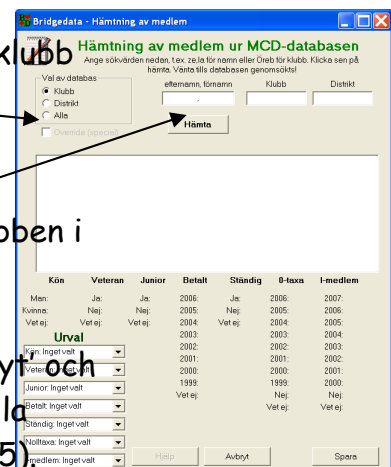 Bridgedata - Hämtning av medlem
klubb
Hämtning av medlem ur MCD-databasen
Ange sökvärden nedan, t.ex. ze,la för namn eller Öreb för klubb. Klicka sen på
hämta. Vänta tills databasen genomsökts!
Val av databas
Klubb
Distrikt
Alla
Övernde (special)
efternamn, förnamn Klubb Distrikt
,
Hämta
oben i
Kön Veteran Junior Betalt Ständig 0-taxa I-medlem
Man: Ja: Ja: 2006: Ja: 2006: 2007:
Kvinna: Nej: Nej: 2005: Nej: 2005: 2006:
Vet ej: Vet ej: Vet ej: 2004: Vet ej: 2004: 2005:
2003: 2003: 2004:
2002: 2002: 2003:
2001: 2001: 2002:
2000: 2000: 2001:
1999: 1999: 2000:
Vet ej: Nej: Nej:
Vet ej: Vet ej:
Urval
Kön: Inget valt
yt' och
Veteran: Inget valt
Junior: Inget valt
Betalt: Inget valt
la
Ständig: Inget valt
Nolltaxa: Inget valt
5).
I-medlem: Inget valt
Hjälp Avbryt Spara